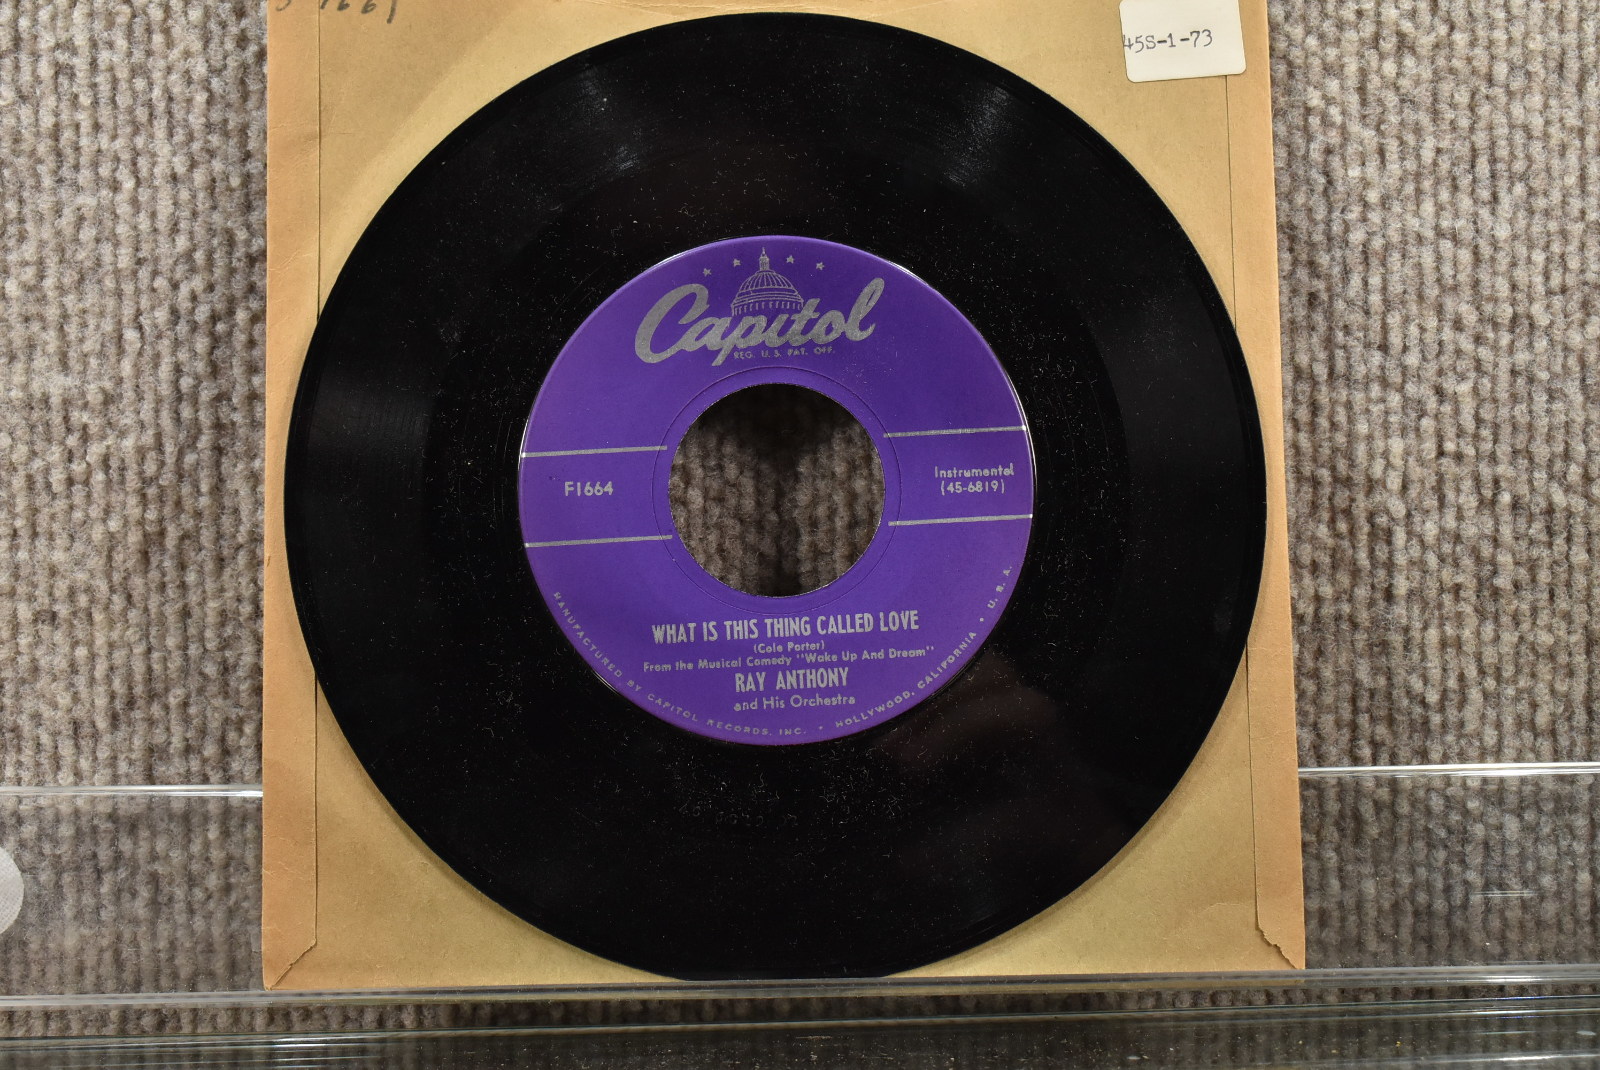 45S-1-73
Capitol
REG. U.S. PAT. OFF.
F1664
Instrumental
(45-6819)
WHAT IS THIS THING CALLED LOVE
(Cole Porter)
From the Musical Comedy "Wake Up And Dream"
RAY ANTHONY
and His Orchestra
MANUFACTURED BY CAPITOL RECORDS, INC. • HOLLYWOOD, CALIFORNIA • U.S.A.